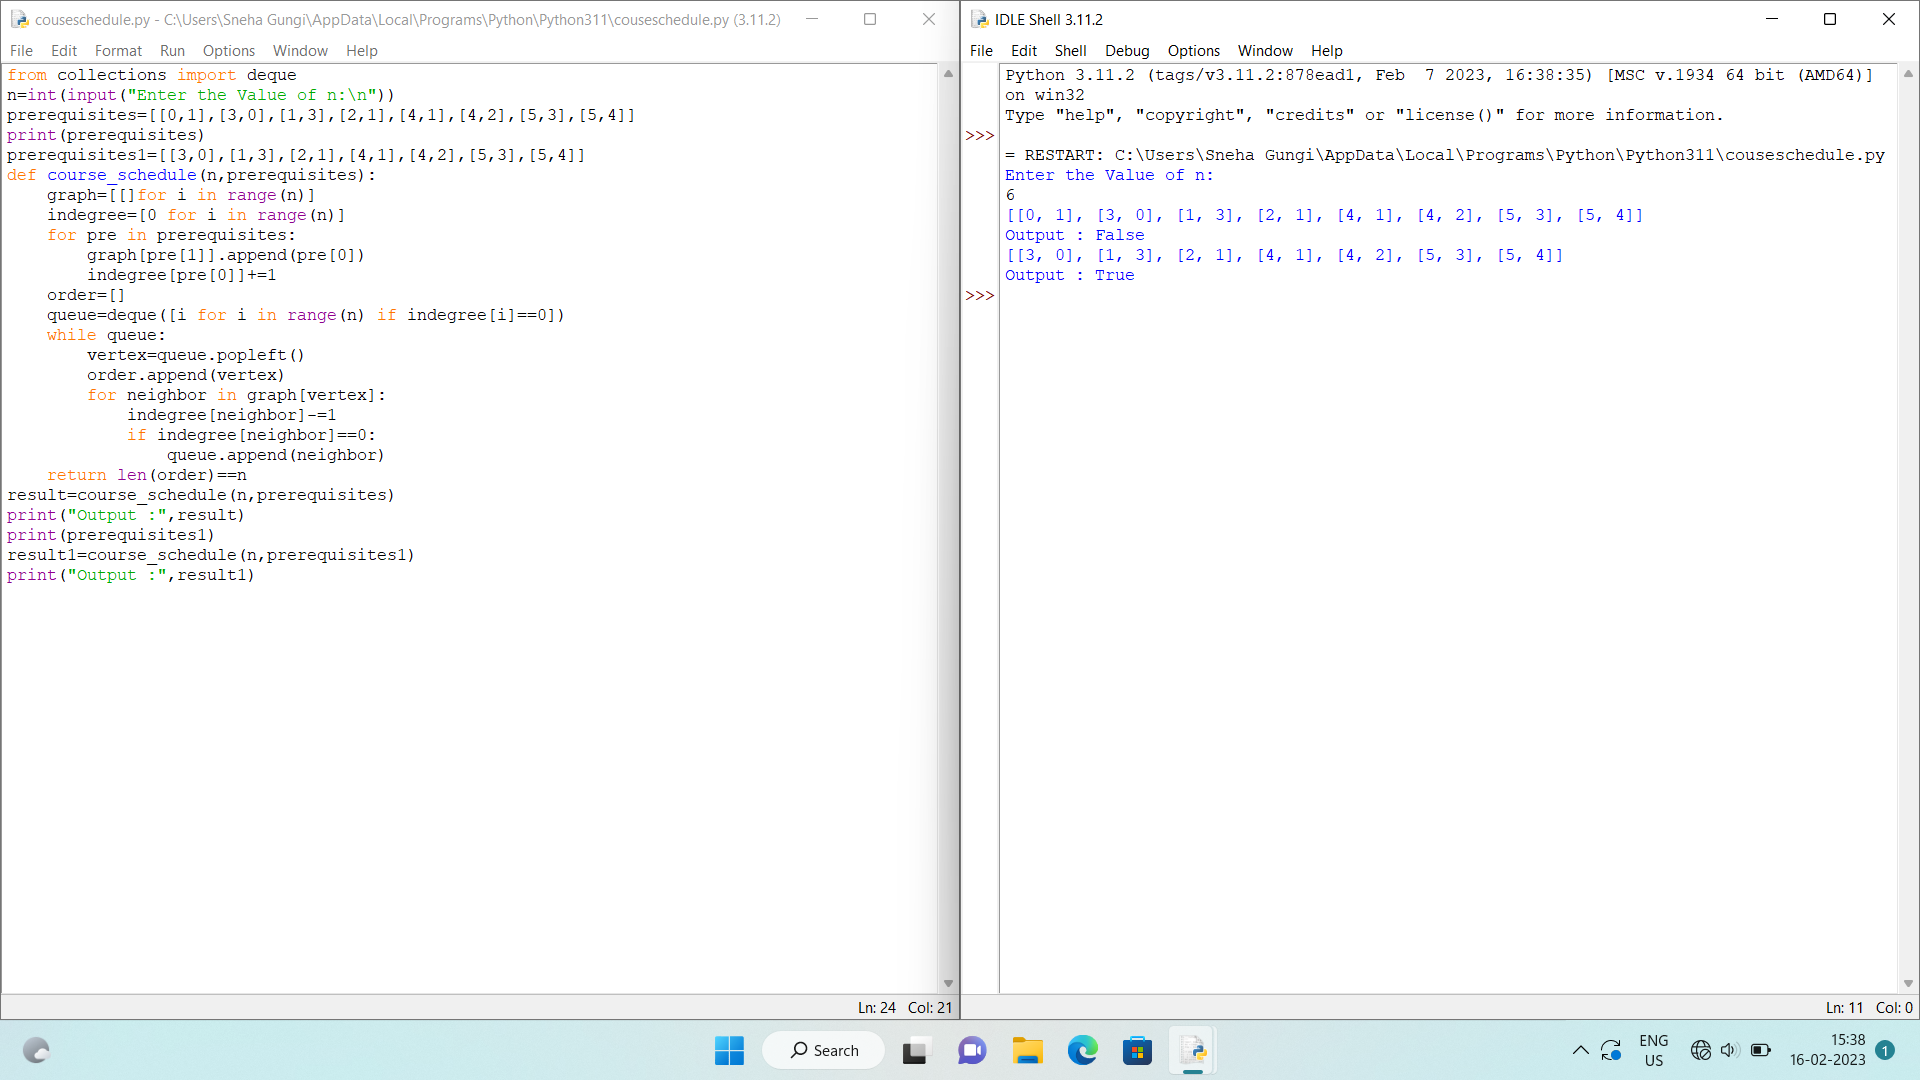 couseschedule.py - C:\Users\Sneha Gungi\AppData\Local\Programs\Python\Python311\couseschedule.py (3.11.2)
File Edit Format Run Options Window Help
from collections import deque
n=int(input("Enter the Value of n:\n"))
prerequisites=[[0,1],[3,0],[1,3],[2,1],[4,1],[4,2],[5,3],[5,4]]
print(prerequisites)
prerequisites1=[[3,0],[1,3],[2,1],[4,1],[4,2],[5,3],[5,4]]
def course_schedule(n,prerequisites):
    graph=[[]for i in range(n)]
    indegree=[0 for i in range(n)]
    for pre in prerequisites:
        graph[pre[1]].append(pre[0])
        indegree[pre[0]]+=1
    order=[]
    queue=deque([i for i in range(n) if indegree[i]==0])
    while queue:
        vertex=queue.popleft()
        order.append(vertex)
        for neighbor in graph[vertex]:
            indegree[neighbor]-=1
            if indegree[neighbor]==0:
                queue.append(neighbor)
    return len(order)==n
result=course_schedule(n,prerequisites)
print("Output :",result)
print(prerequisites1)
result1=course_schedule(n,prerequisites1)
print("Output :",result1)
Ln: 24 Col: 21
IDLE Shell 3.11.2
File Edit Shell Debug Options Window Help
Python 3.11.2 (tags/v3.11.2:878ead1, Feb  7 2023, 16:38:35) [MSC v.1934 64 bit (AMD64)]
on win32
Type "help", "copyright", "credits" or "license()" for more information.
>>>
= RESTART: C:\Users\Sneha Gungi\AppData\Local\Programs\Python\Python311\couseschedule.py
Enter the Value of n:
6
[[0, 1], [3, 0], [1, 3], [2, 1], [4, 1], [4, 2], [5, 3], [5, 4]]
Output : False
[[3, 0], [1, 3], [2, 1], [4, 1], [4, 2], [5, 3], [5, 4]]
Output : True
>>>
Ln: 11 Col: 0
Search
ENG
US
15:38
16-02-2023
1